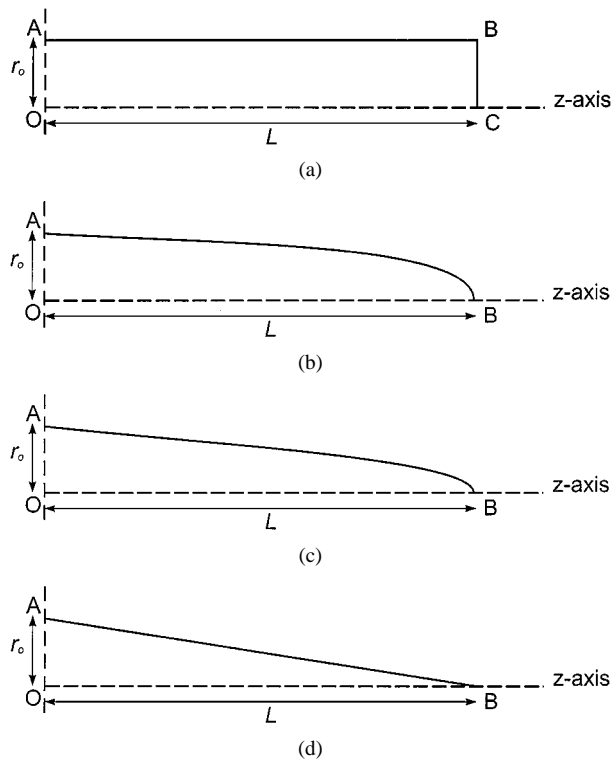 A B
r₀
z-axis
O C
L
(a)
A
r₀
z-axis
O B
L
(b)
A
r₀
z-axis
O B
L
(c)
A
r₀
z-axis
O B
L
(d)